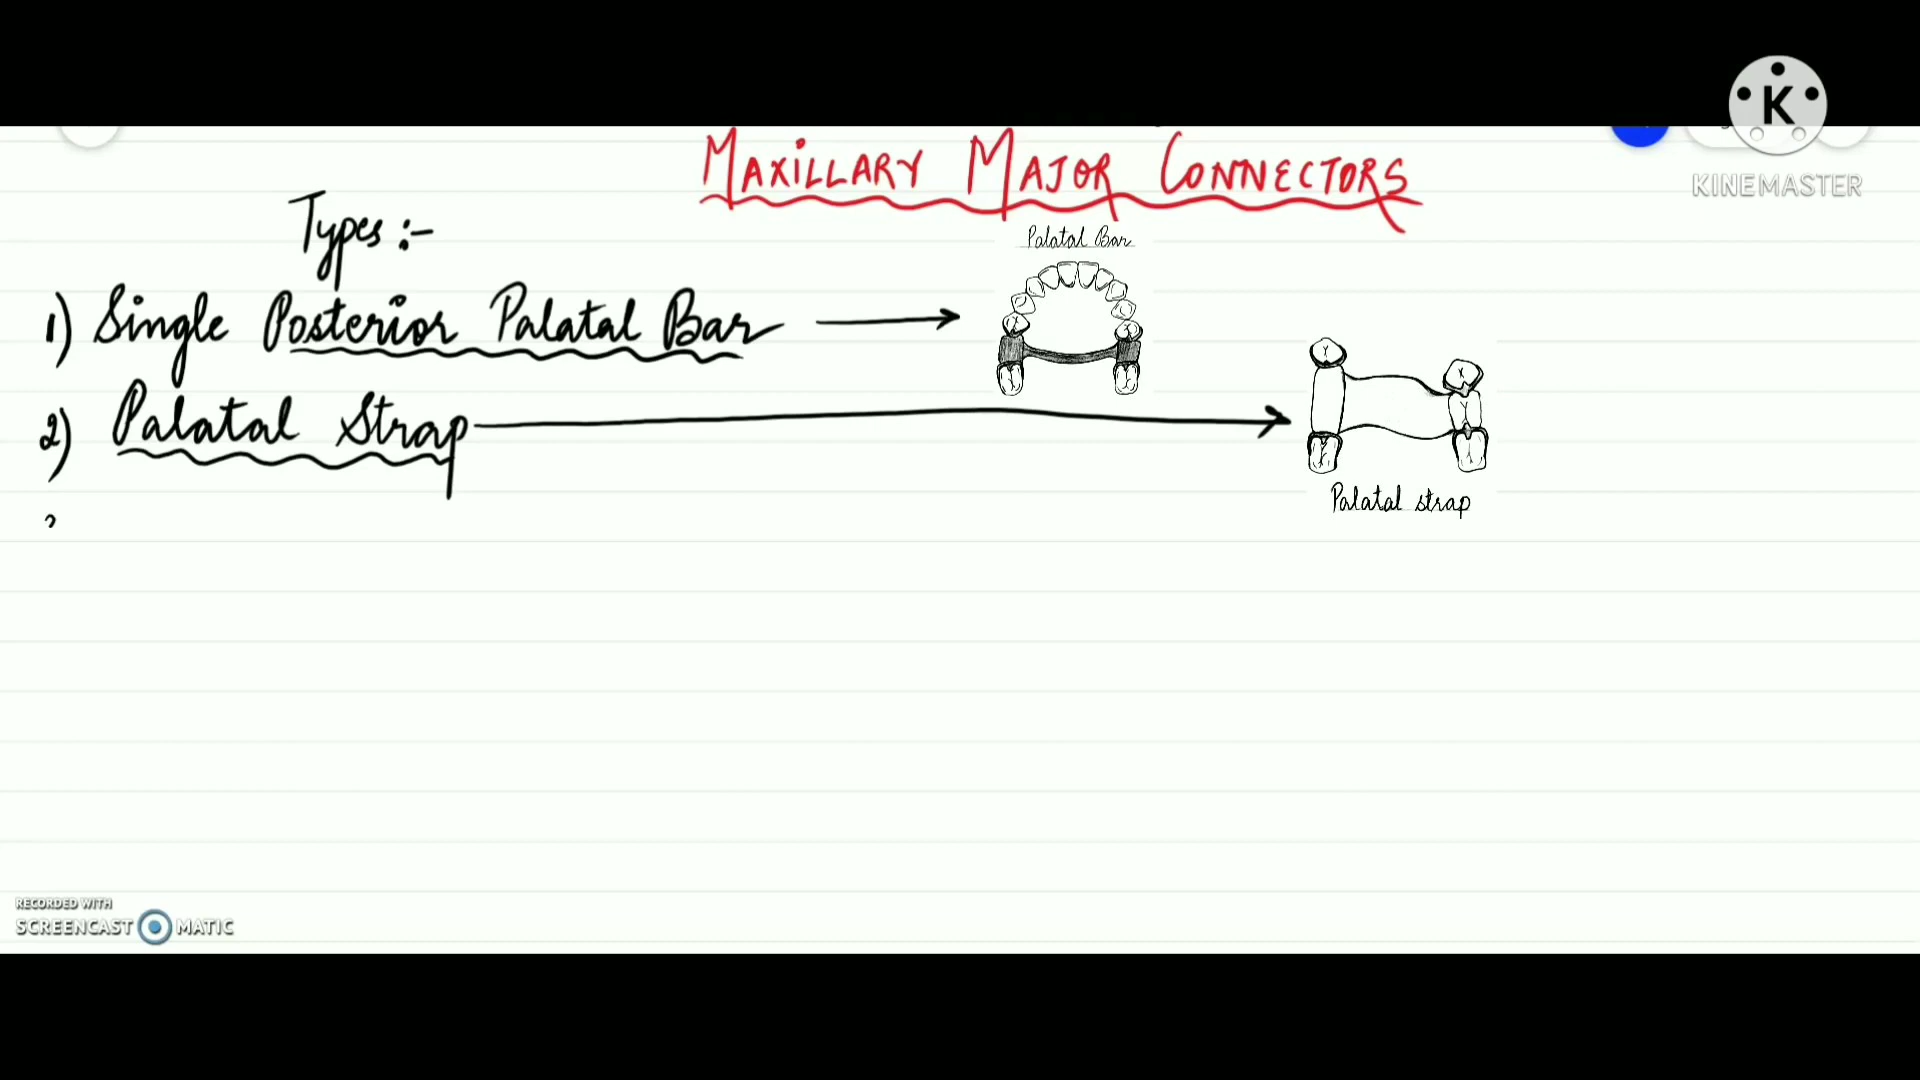 MAXILLARY MAJOR CONNECTORS
K
KINEMASTER
Types :-
Palatal Bar
1) Single Posterior Palatal Bar
2) Palatal Strap
Palatal strap
RECORDED WITH
SCREENCAST MATIC